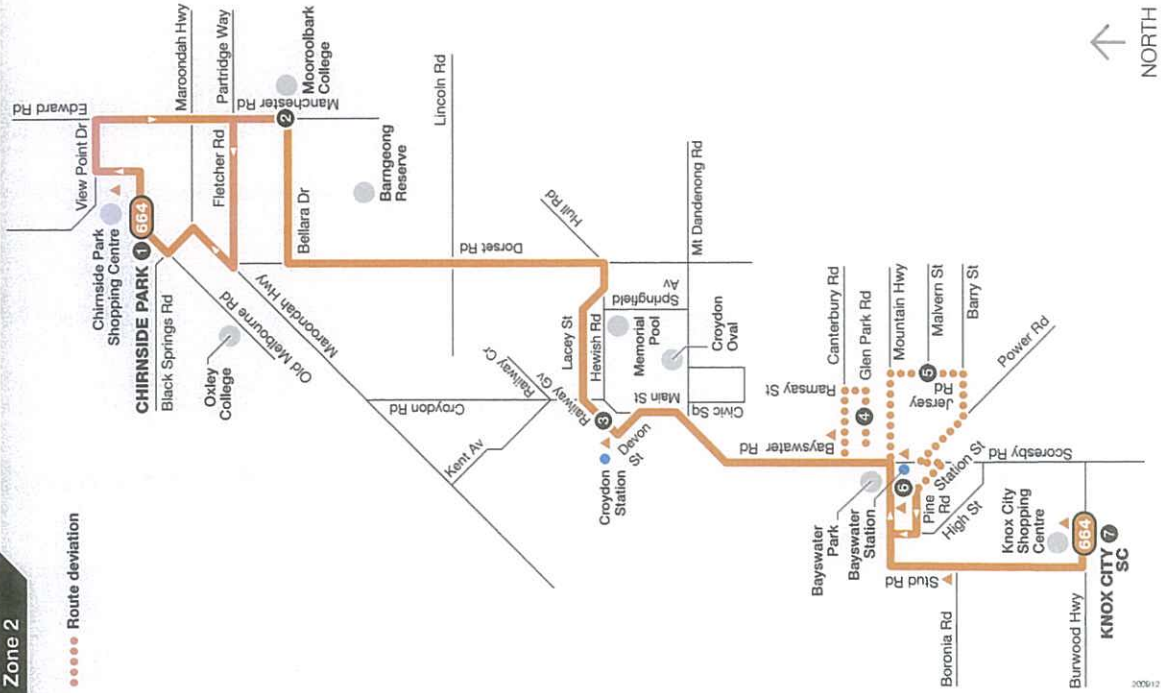 Zone 2
Route deviation
Edward Rd
View Point Dr
Maroondah Hwy
Partridge Way
Chirnside Park
Shopping Centre
664
CHIRNSIDE PARK 1
Black Springs Rd
Fletcher Rd
Manchester
Rd
2
Mooroolbark
College
Oxley
College
Old Melbourne Rd
Maroondah Hwy
Bellara Dr
Barngeong
Reserve
Lincoln Rd
Dorset Rd
Hull Rd
Croydon Rd
Railway Cr
Railway Gv
Kent Av
Lacey St
Hewish Rd
Springfield
Av
Memorial
Pool
Mt Dandenong Rd
Croydon
Oval
3
Croydon
Station
Devon
St
Main St
Civic Sq
Bayswater Rd
Ramsay St
Canterbury Rd
Glen Park Rd
4
Mountain Hwy
Malvern St
Barry St
5
Jersey
Rd
Power Rd
Bayswater
Park
Bayswater
Station
6
Pine
Rd
Station St
High St
Scoresby Rd
Stud Rd
Boronia Rd
Knox City
Shopping
Centre
Burwood Hwy
664
KNOX CITY 7
SC
NORTH
200912